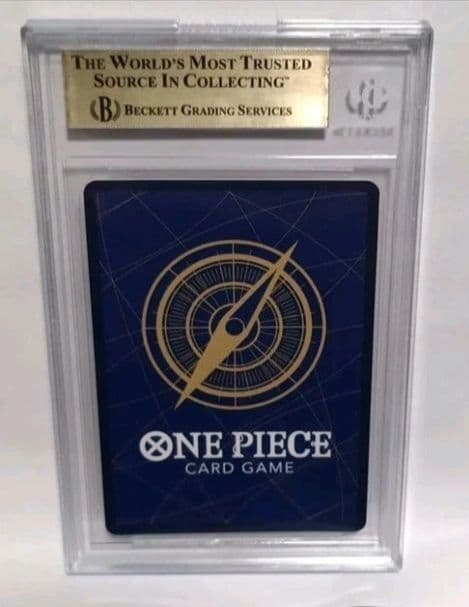 THE WORLD'S MOST TRUSTED
SOURCE IN COLLECTING™
B BECKETT GRADING SERVICES
ONE PIECE
CARD GAME